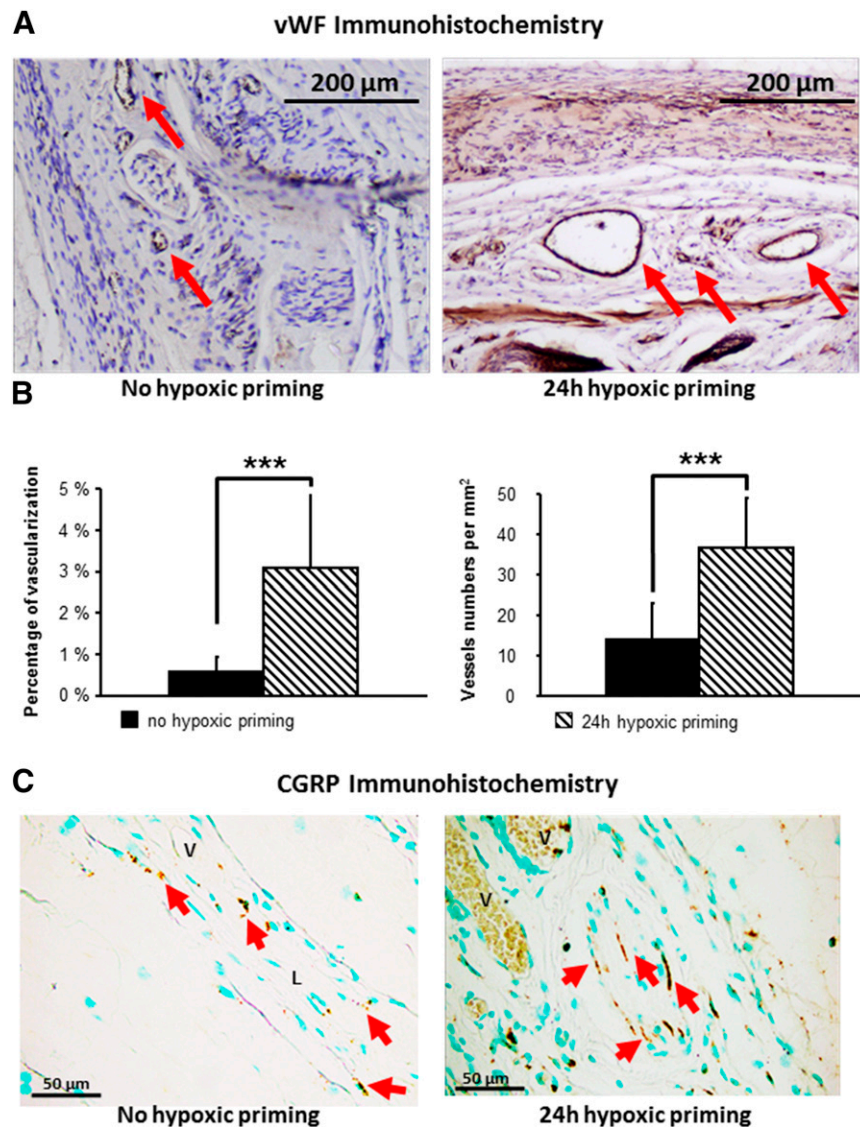 A
vWF Immunohistochemistry
200 µm
200 µm
No hypoxic priming
24h hypoxic priming
B
***
Percentage of vascularization
5 %
4 %
3 %
2 %
1 %
0 %
no hypoxic priming
***
Vessels numbers per mm²
50
40
30
20
10
0
24h hypoxic priming
C
CGRP Immunohistochemistry
V
L
50 µm
V
V
50 µm
No hypoxic priming
24h hypoxic priming